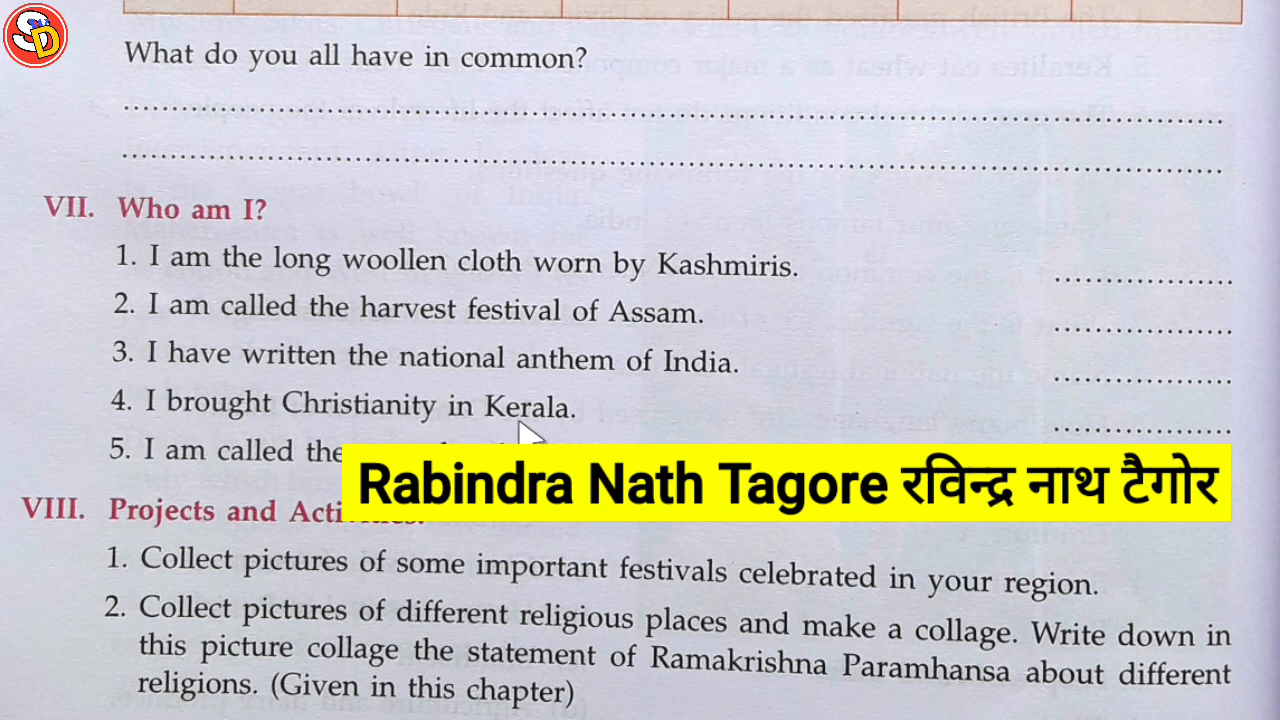 SD
What do you all have in common?
VII. Who am I?
1. I am the long woollen cloth worn by Kashmiris. ..................
2. I am called the harvest festival of Assam. ..................
3. I have written the national anthem of India. ..................
4. I brought Christianity in Kerala. ..................
5. I am called the
Rabindra Nath Tagore रविन्द्र नाथ टैगोर
VIII. Projects and Activities.
1. Collect pictures of some important festivals celebrated in your region.
2. Collect pictures of different religious places and make a collage. Write down in
this picture collage the statement of Ramakrishna Paramhansa about different
religions. (Given in this chapter)